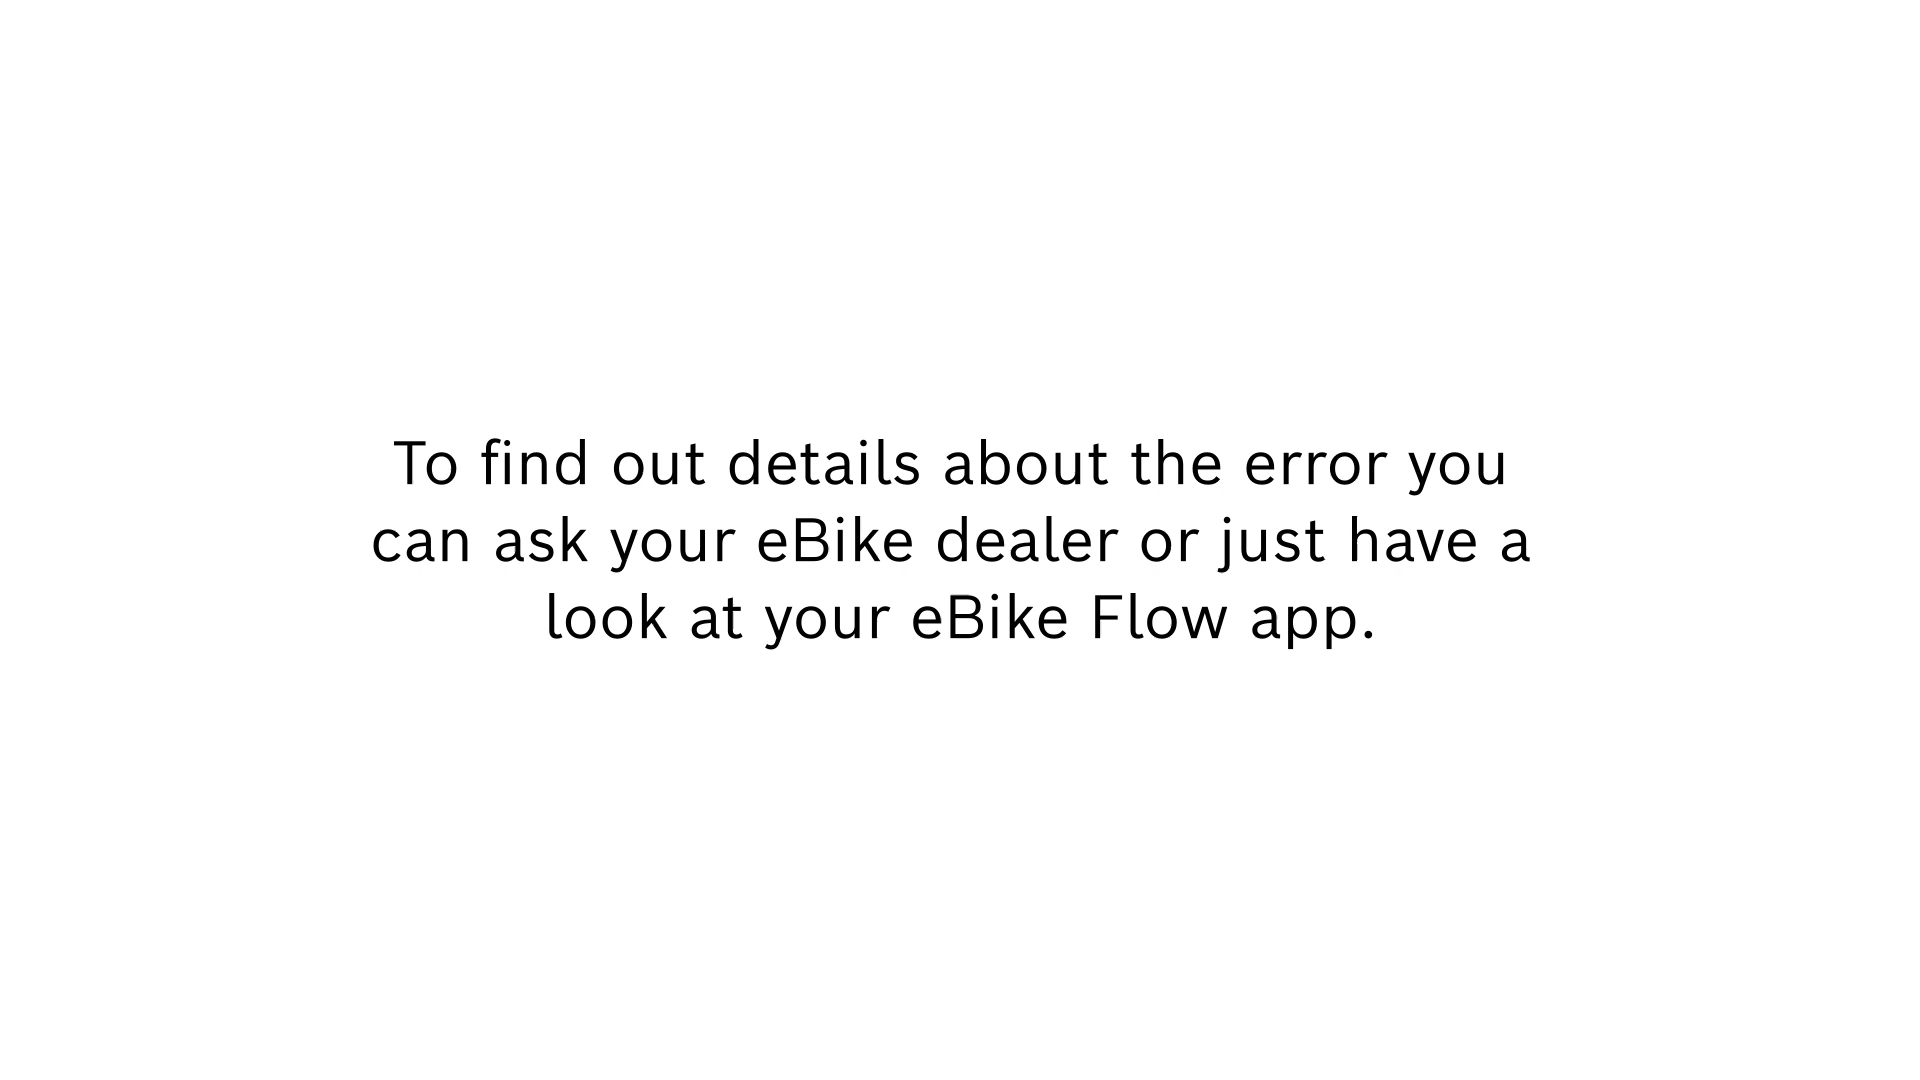 To find out details about the error you
can ask your eBike dealer or just have a
look at your eBike Flow app.